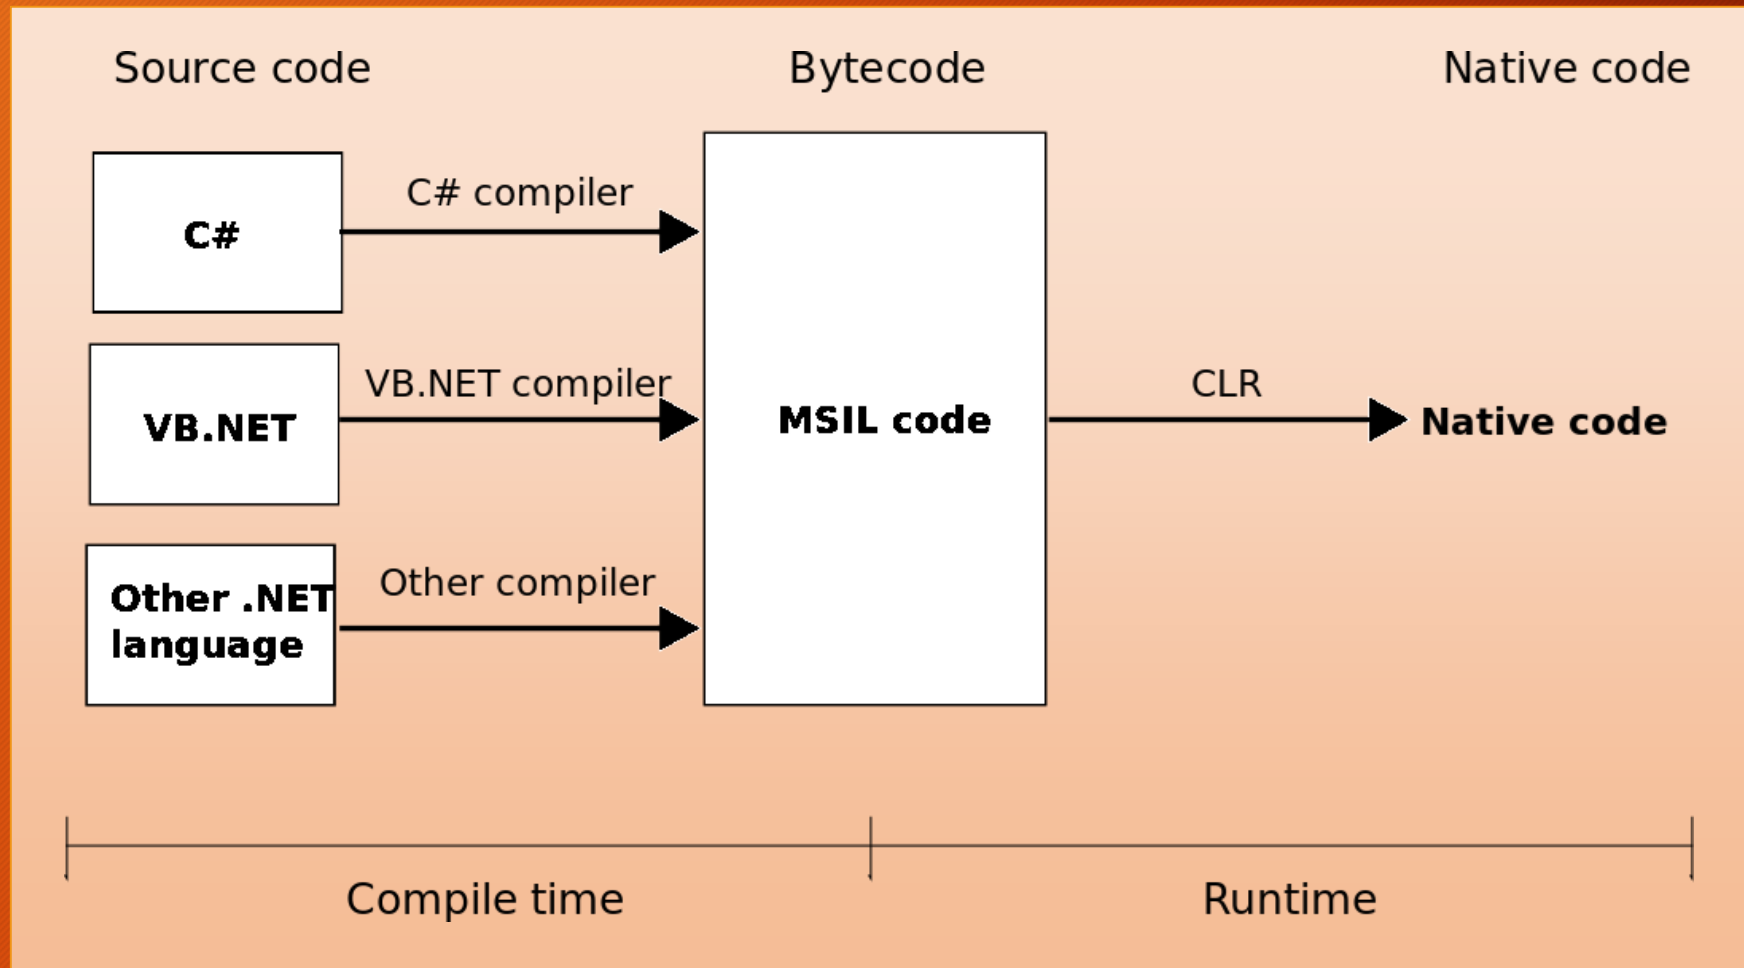 Source code
Bytecode
Native code
C#
C# compiler
VB.NET
VB.NET compiler
MSIL code
CLR
Native code
Other .NET
language
Other compiler
Compile time
Runtime